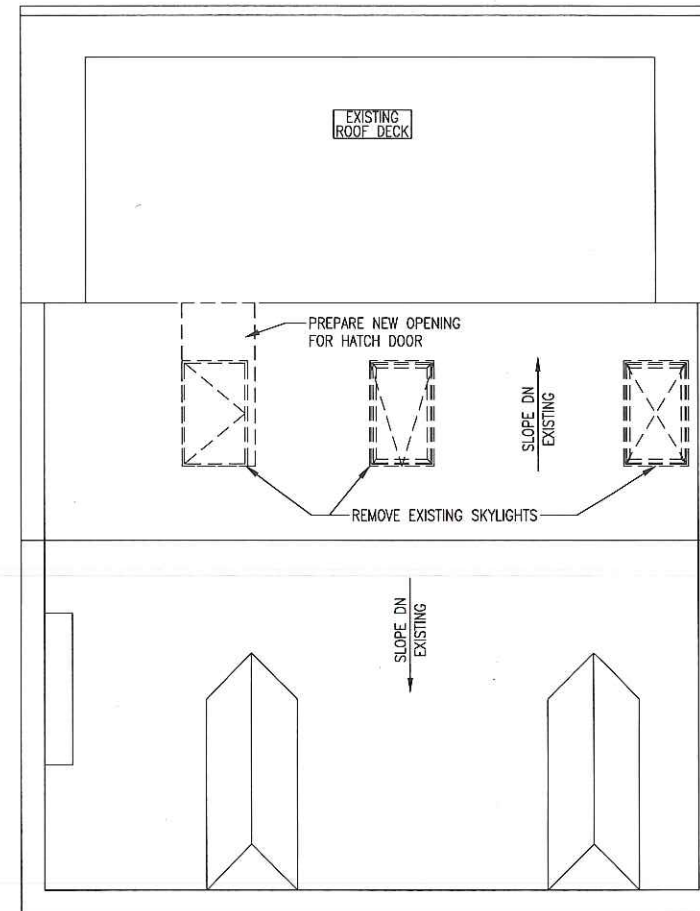 EXISTING
ROOF DECK
PREPARE NEW OPENING
FOR HATCH DOOR
SLOPE DN
EXISTING
REMOVE EXISTING SKYLIGHTS
SLOPE DN
EXISTING